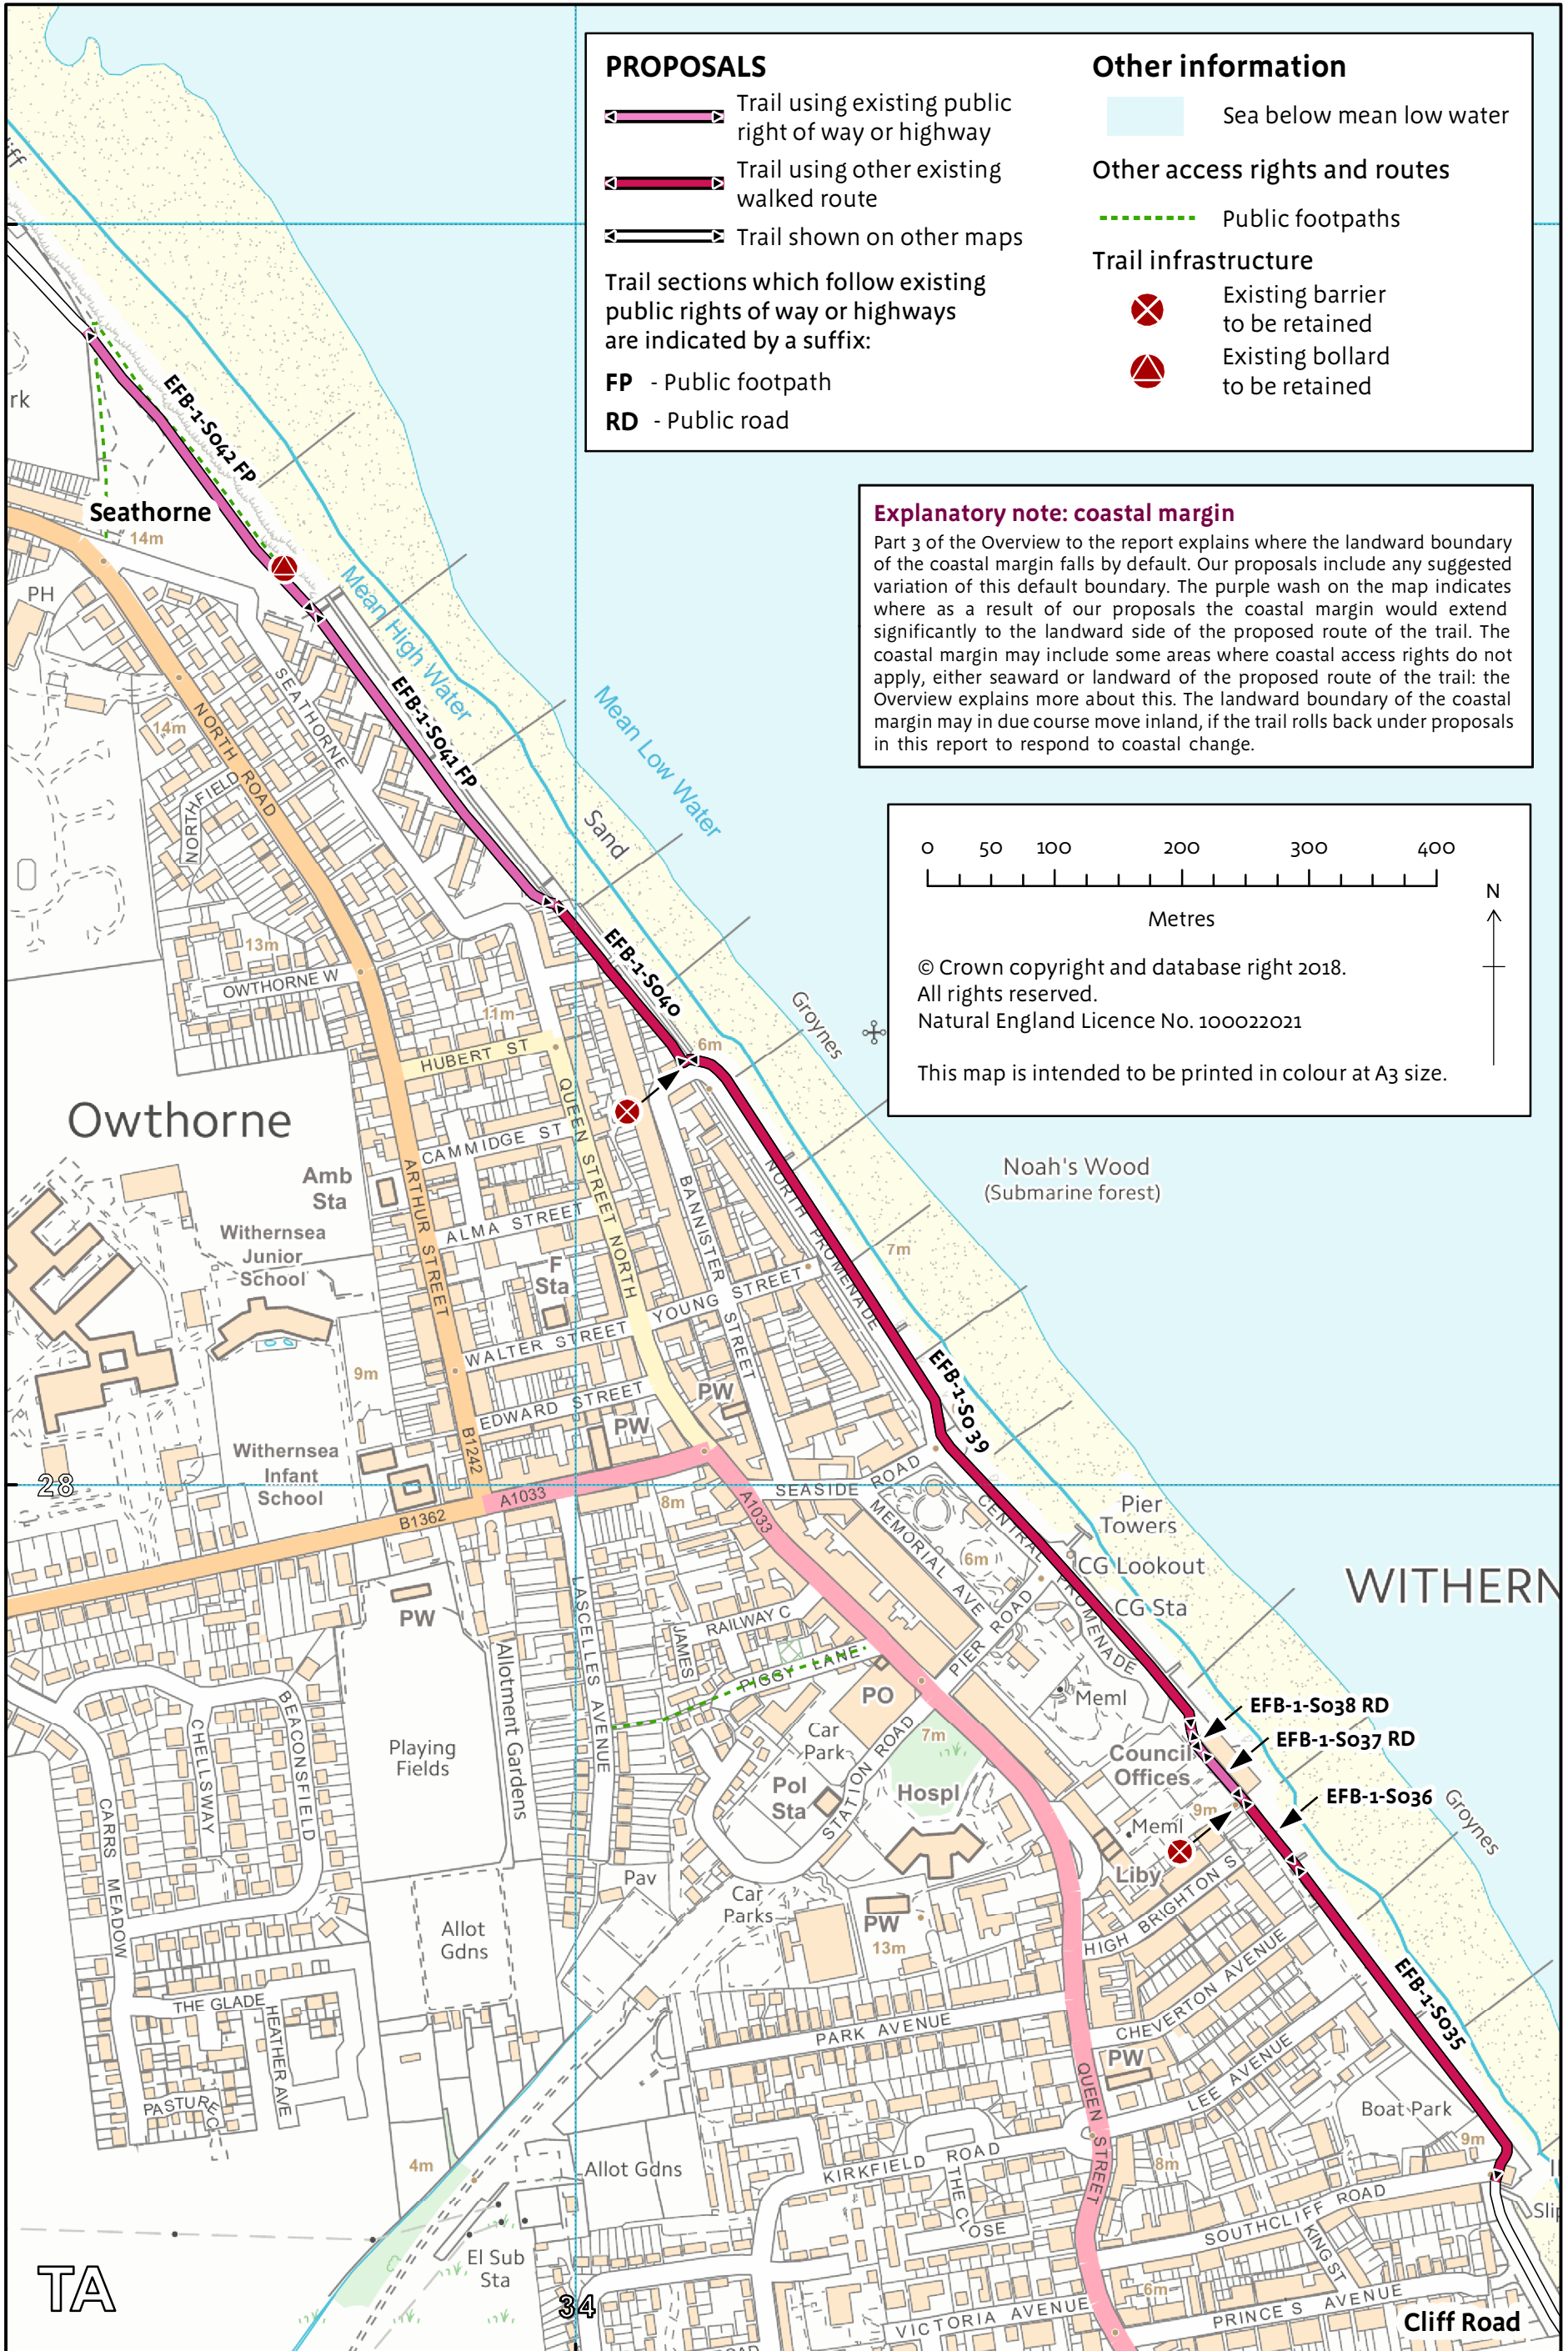 PROPOSALS
Trail using existing public
right of way or highway
Trail using other existing
walked route
Trail shown on other maps
Trail sections which follow existing
public rights of way or highways
are indicated by a suffix:
FP - Public footpath
RD - Public road
Other information
Sea below mean low water
Other access rights and routes
Public footpaths
Trail infrastructure
Existing barrier
to be retained
Existing bollard
to be retained
Explanatory note: coastal margin
Part 3 of the Overview to the report explains where the landward boundary
of the coastal margin falls by default. Our proposals include any suggested
variation of this default boundary. The purple wash on the map indicates
where as a result of our proposals the coastal margin would extend
significantly to the landward side of the proposed route of the trail. The
coastal margin may include some areas where coastal access rights do not
apply, either seaward or landward of the proposed route of the trail: the
Overview explains more about this. The landward boundary of the coastal
margin may in due course move inland, if the trail rolls back under proposals
in this report to respond to coastal change.
0 50 100 200 300 400
Metres
N
© Crown copyright and database right 2018.
All rights reserved.
Natural England Licence No. 100022021
This map is intended to be printed in colour at A3 size.
rk
EFB-1-S042 FP
Seathorne
14m
PH
Mean High Water
SEATHORNE
EFB-1-S041 FP
14m
NORTH ROAD
NORTHFIELD
Mean Low Water
Sand
13m
OWTHORNE W
EFB-1-S040
11m
6m
Groynes
HUBERT ST
QUEEN STREET NORTH
Owthorne
CAMMIDGE ST
Amb
Sta
ARTHUR STREET
ALMA STREET
BANNISTER STREET
NORTH PROMENADE
Noah's Wood
(Submarine forest)
Withernsea
Junior
School
F
Sta
7m
YOUNG STREET
WALTER STREET
9m
EDWARD STREET
PW
PW
EFB-1-S039
B1242
Withernsea
Infant
School
28
A1033
8m
A1033
SEASIDE ROAD
B1362
MEMORIAL AVE
CENTRAL PROMENADE
Pier
Towers
6m
CG Lookout
CG Sta
WITHERN
PW
LASCELLES AVENUE
RAILWAY C
JAMES
PIER ROAD
PIGGY LANE
Allotment Gardens
PO
Meml
EFB-1-S038 RD
EFB-1-S037 RD
BEACONSFIELD
CHELLSWAY
Playing
Fields
Car
Park
STATION ROAD
7m
Council
Offices
Pol
Sta
Hospl
EFB-1-S036
9m
Meml
Groynes
CARRS MEADOW
Liby
Pav
Car
Parks
PW
13m
HIGH BRIGHTON S
Allot
Gdns
CHEVERTON AVENUE
EFB-1-S035
THE GLADE
HEATHER AVE
PARK AVENUE
PW
LEE AVENUE
PASTURE C
QUEEN STREET
Boat Park
9m
4m
Allot Gdns
KIRKFIELD ROAD
THE CLOSE
8m
SOUTHCLIFF ROAD
KING ST
Slip
El Sub
Sta
TA
34
6m
VICTORIA AVENUE
PRINCES AVENUE
Cliff Road